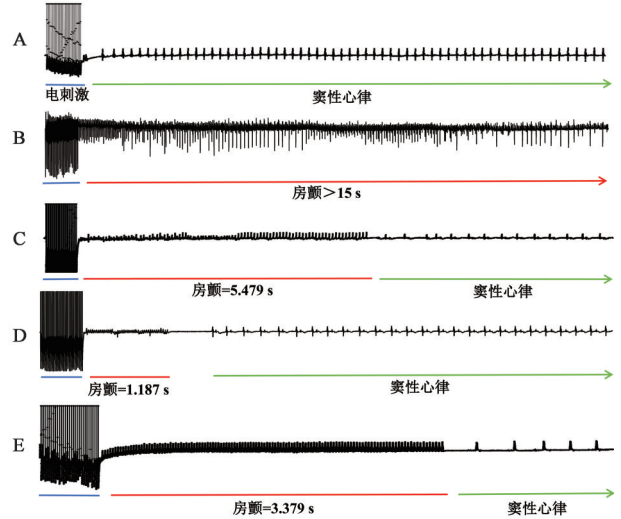 A
电刺激
窦性心律
B
房颤＞15 s
C
房颤=5.479 s
窦性心律
D
房颤=1.187 s
窦性心律
E
房颤=3.379 s
窦性心律